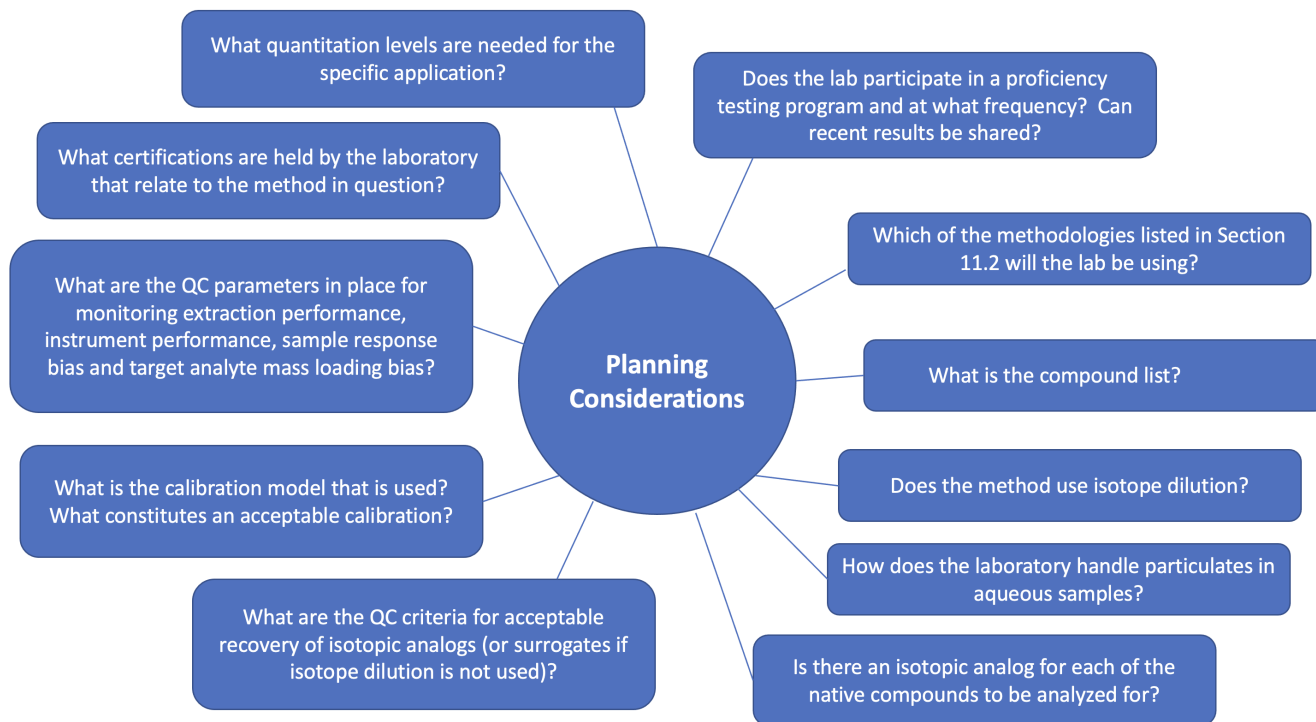 What quantitation levels are needed for the
specific application?
Does the lab participate in a proficiency
testing program and at what frequency?  Can
recent results be shared?
What certifications are held by the laboratory
that relate to the method in question?
Which of the methodologies listed in Section
11.2 will the lab be using?
What are the QC parameters in place for
monitoring extraction performance,
instrument performance, sample response
bias and target analyte mass loading bias?
Planning
Considerations
What is the compound list?
What is the calibration model that is used?
What constitutes an acceptable calibration?
Does the method use isotope dilution?
How does the laboratory handle particulates in
aqueous samples?
What are the QC criteria for acceptable
recovery of isotopic analogs (or surrogates if
isotope dilution is not used)?
Is there an isotopic analog for each of the
native compounds to be analyzed for?